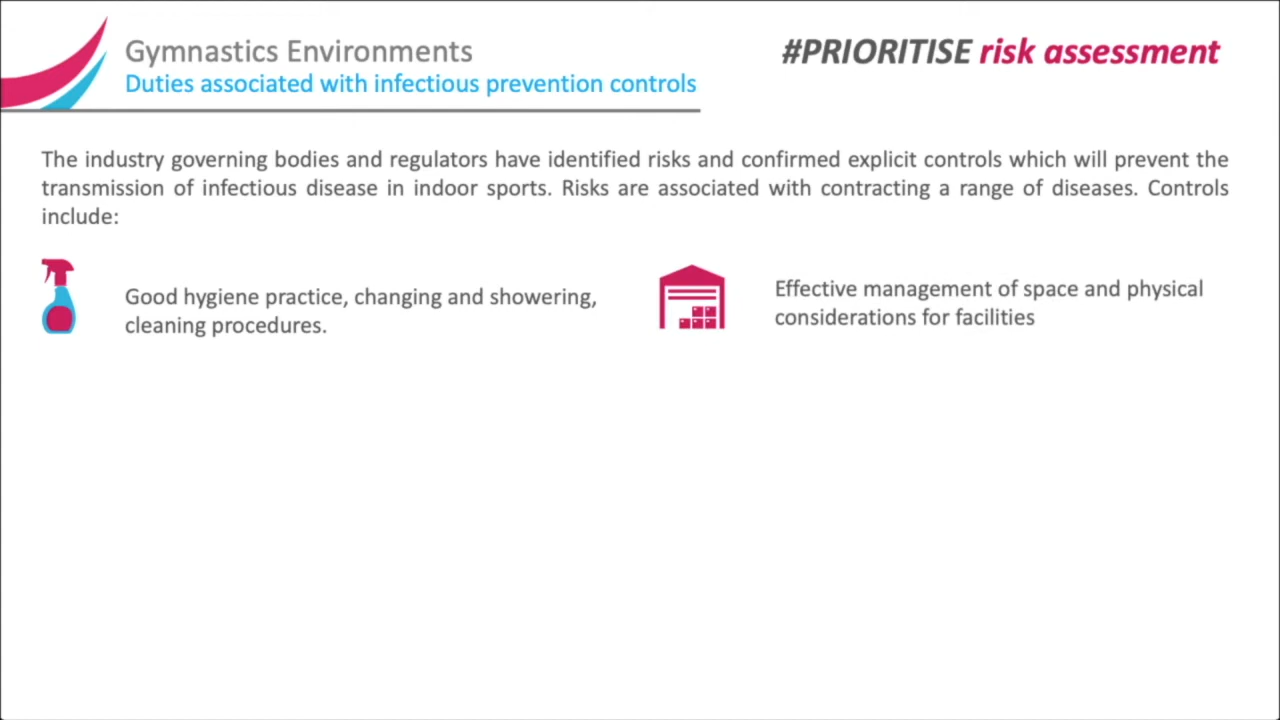 Gymnastics Environments
#PRIORITISE risk assessment
Duties associated with infectious prevention controls
The industry governing bodies and regulators have identified risks and confirmed explicit controls which will prevent the
transmission of infectious disease in indoor sports. Risks are associated with contracting a range of diseases. Controls
include:
Good hygiene practice, changing and showering,
cleaning procedures.
Effective management of space and physical
considerations for facilities